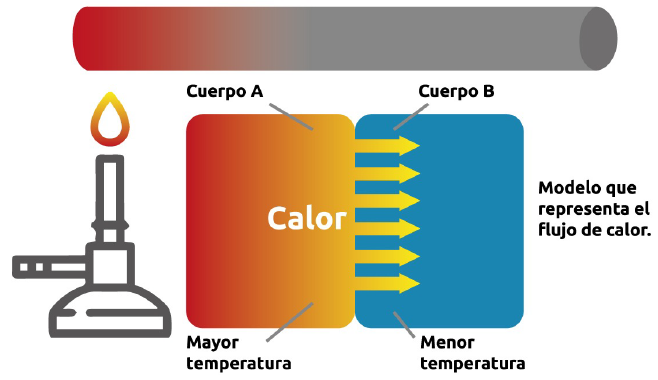 Cuerpo A
Cuerpo B
Calor
Modelo que
representa el
flujo de calor.
Mayor
temperatura
Menor
temperatura